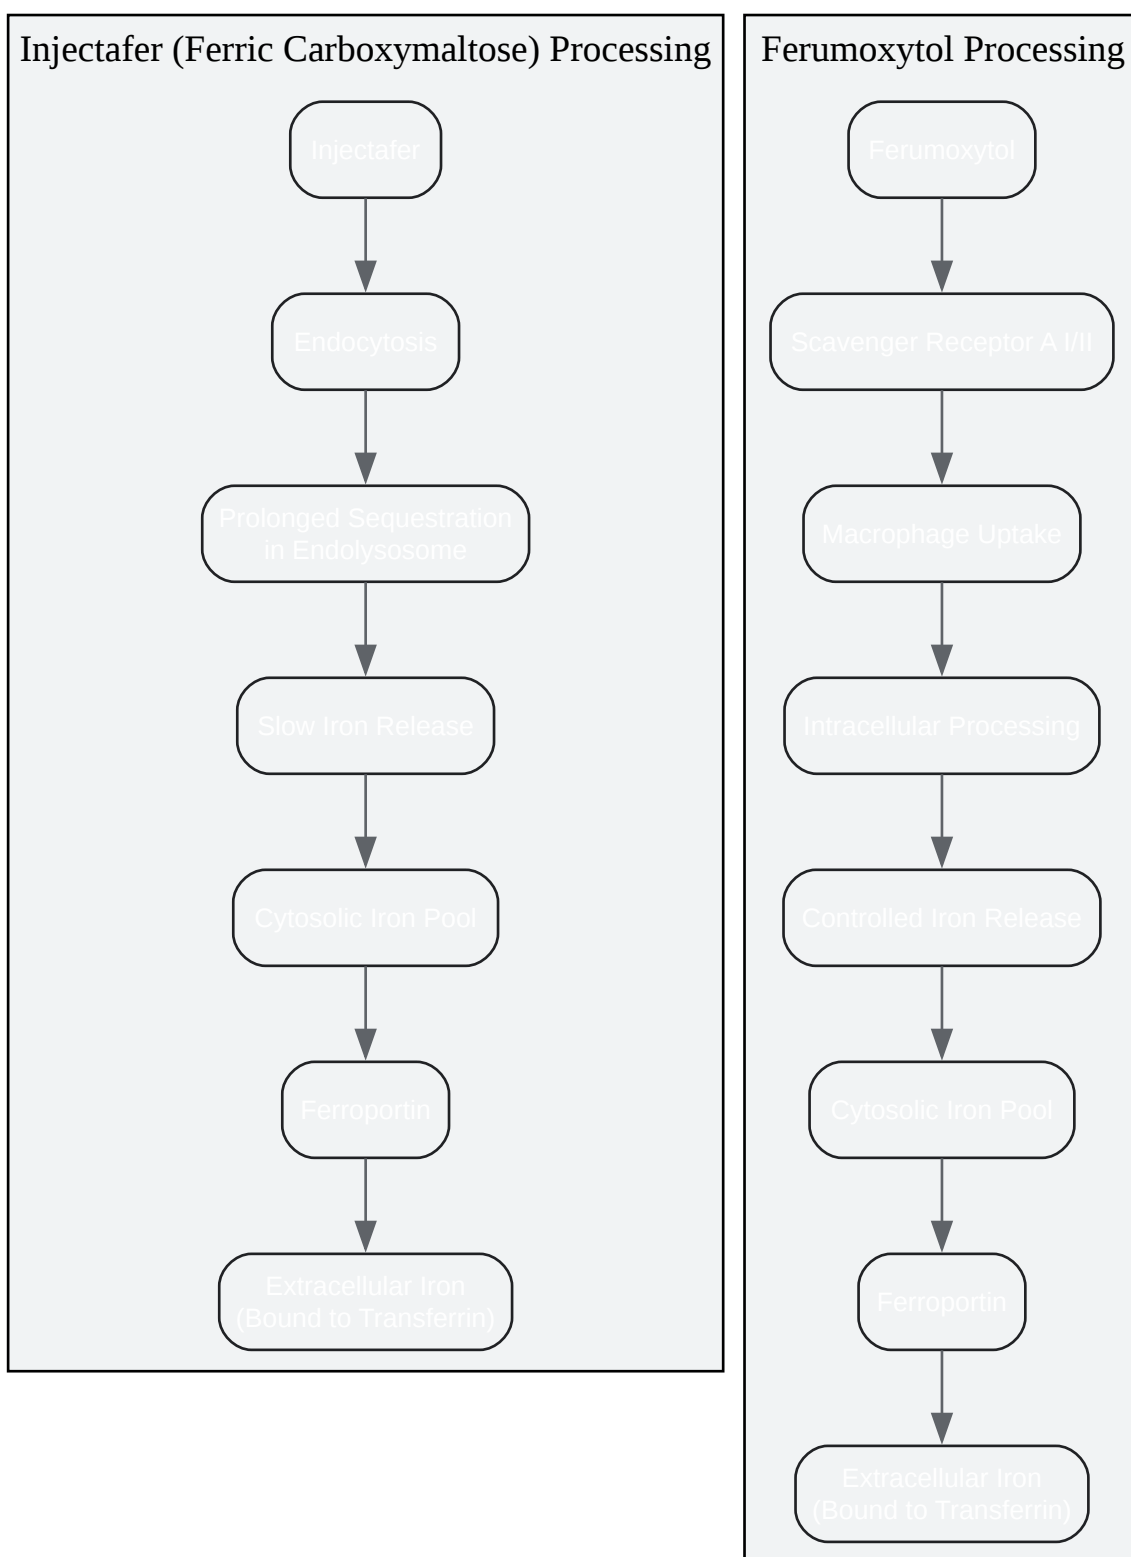 Injectafer (Ferric Carboxymaltose) Processing
Injectafer
Endocytosis
Prolonged Sequestration
in Endolysosome
Slow Iron Release
Cytosolic Iron Pool
Ferroportin
Extracellular Iron
(Bound to Transferrin)
Ferumoxytol Processing
Ferumoxytol
Scavenger Receptor A I/II
Macrophage Uptake
Intracellular Processing
Controlled Iron Release
Cytosolic Iron Pool
Ferroportin
Extracellular Iron
(Bound to Transferrin)